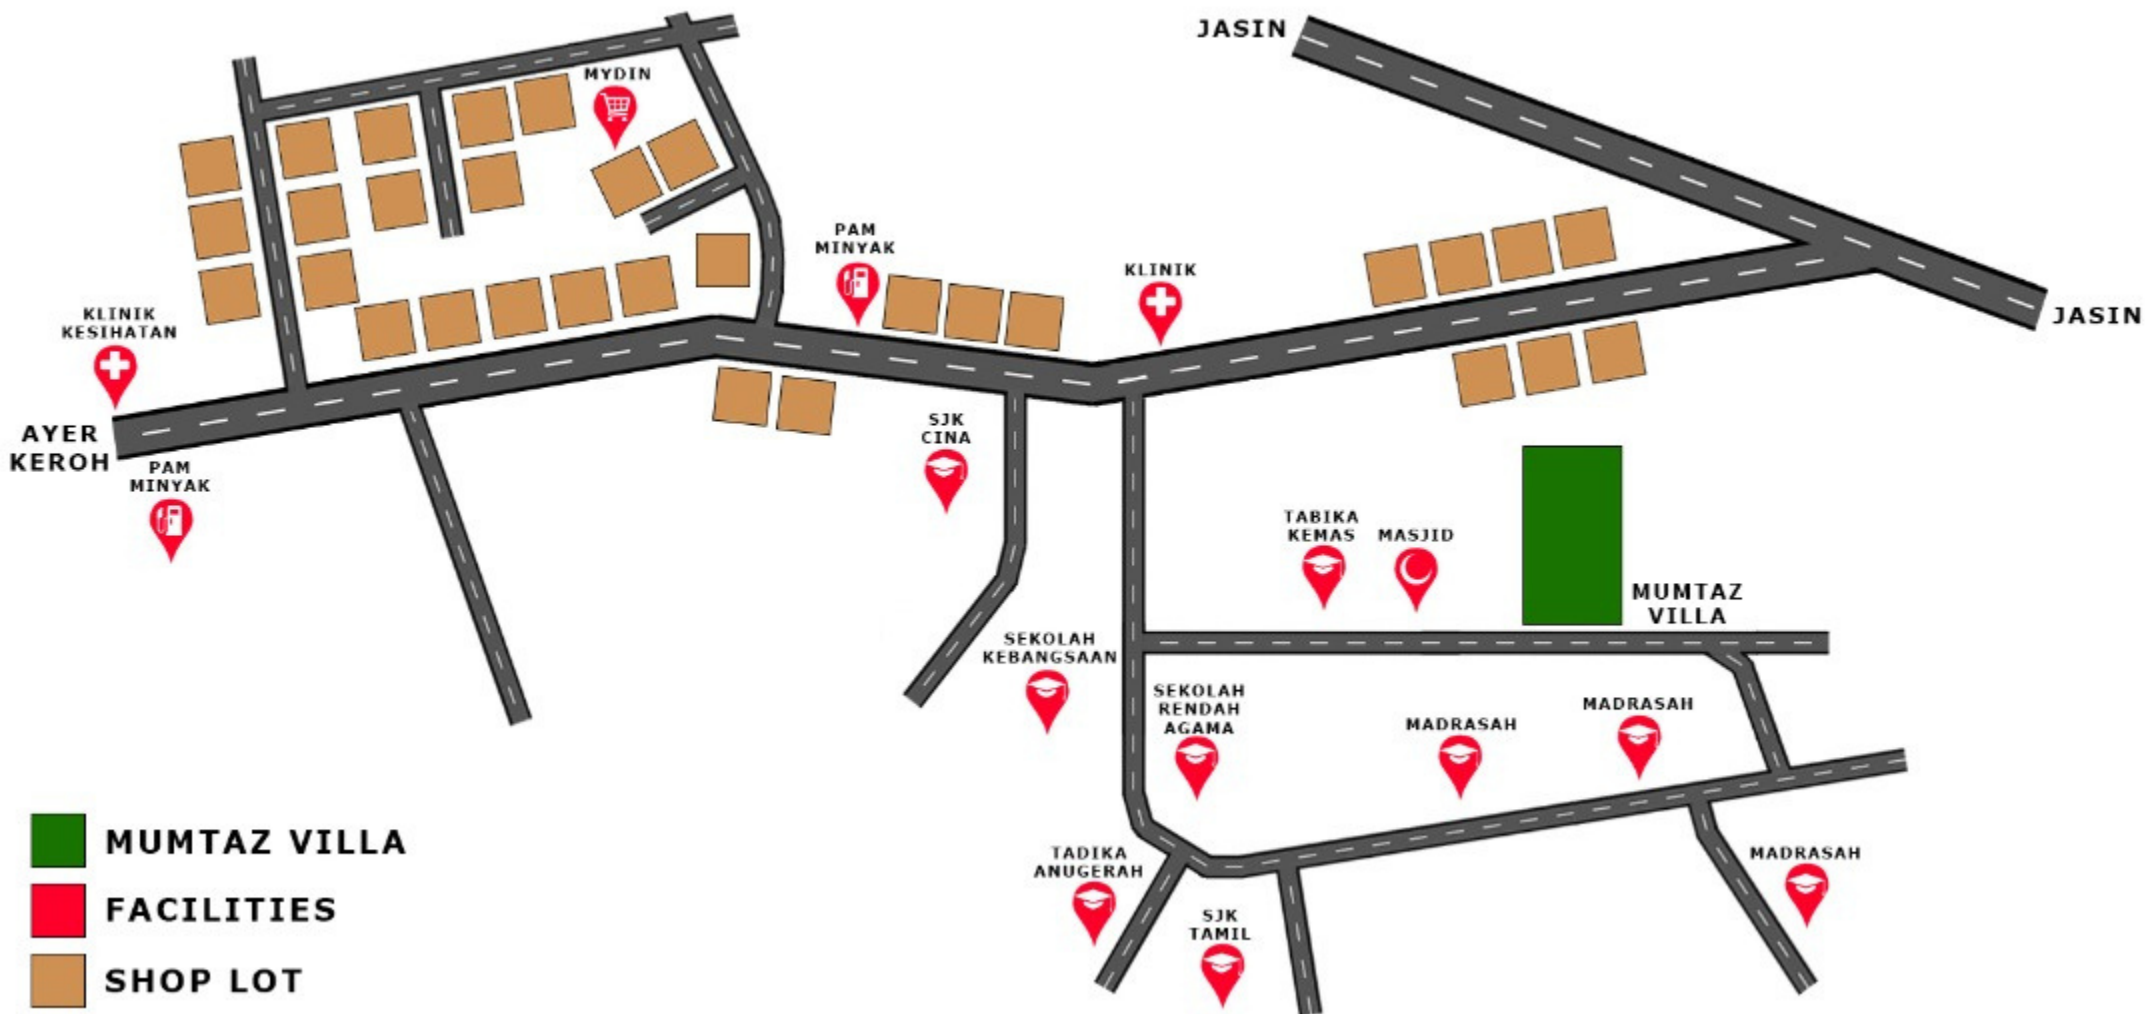 JASIN
MYDIN
PAM
MINYAK
KLINIK
KLINIK
KESIHATAN
JASIN
AYER
KEROH
PAM
MINYAK
SJK
CINA
TABIKA
KEMAS
MASJID
MUMTAZ
VILLA
SEKOLAH
KEBANGSAAN
SEKOLAH
RENDAH
AGAMA
MADRASAH
MADRASAH
TADIKA
ANUGERAH
MADRASAH
SJK
TAMIL
MUMTAZ VILLA
FACILITIES
SHOP LOT